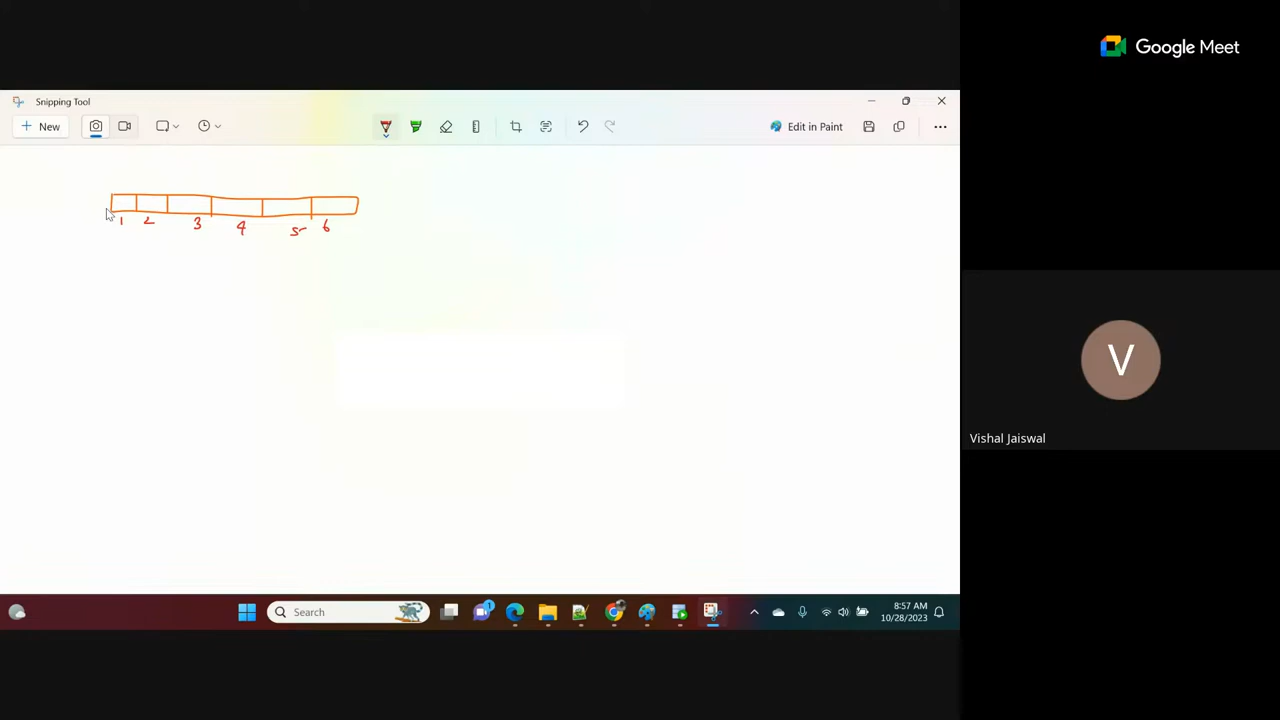 Google Meet
Snipping Tool
New
Edit in Paint
1 2 3 4 5 6
V
Vishal Jaiswal
Search
1
8:57 AM
10/28/2023